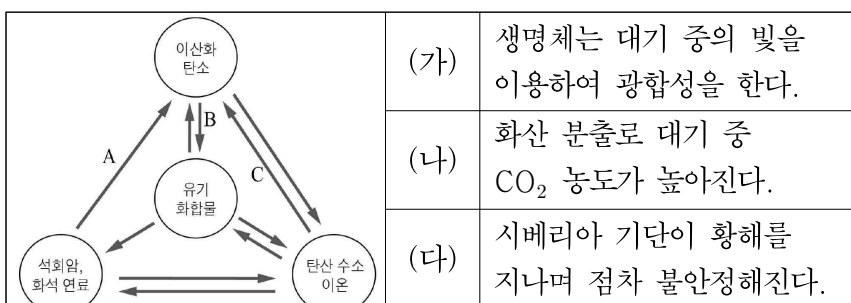 이산화
탄소
A
B
C
유기
화합물
석회암,
화석 연료
탄산 수소
이온
(가)
생명체는 대기 중의 빛을
이용하여 광합성을 한다.
(나)
화산 분출로 대기 중
CO₂ 농도가 높아진다.
(다)
시베리아 기단이 황해를
지나며 점차 불안정해진다.